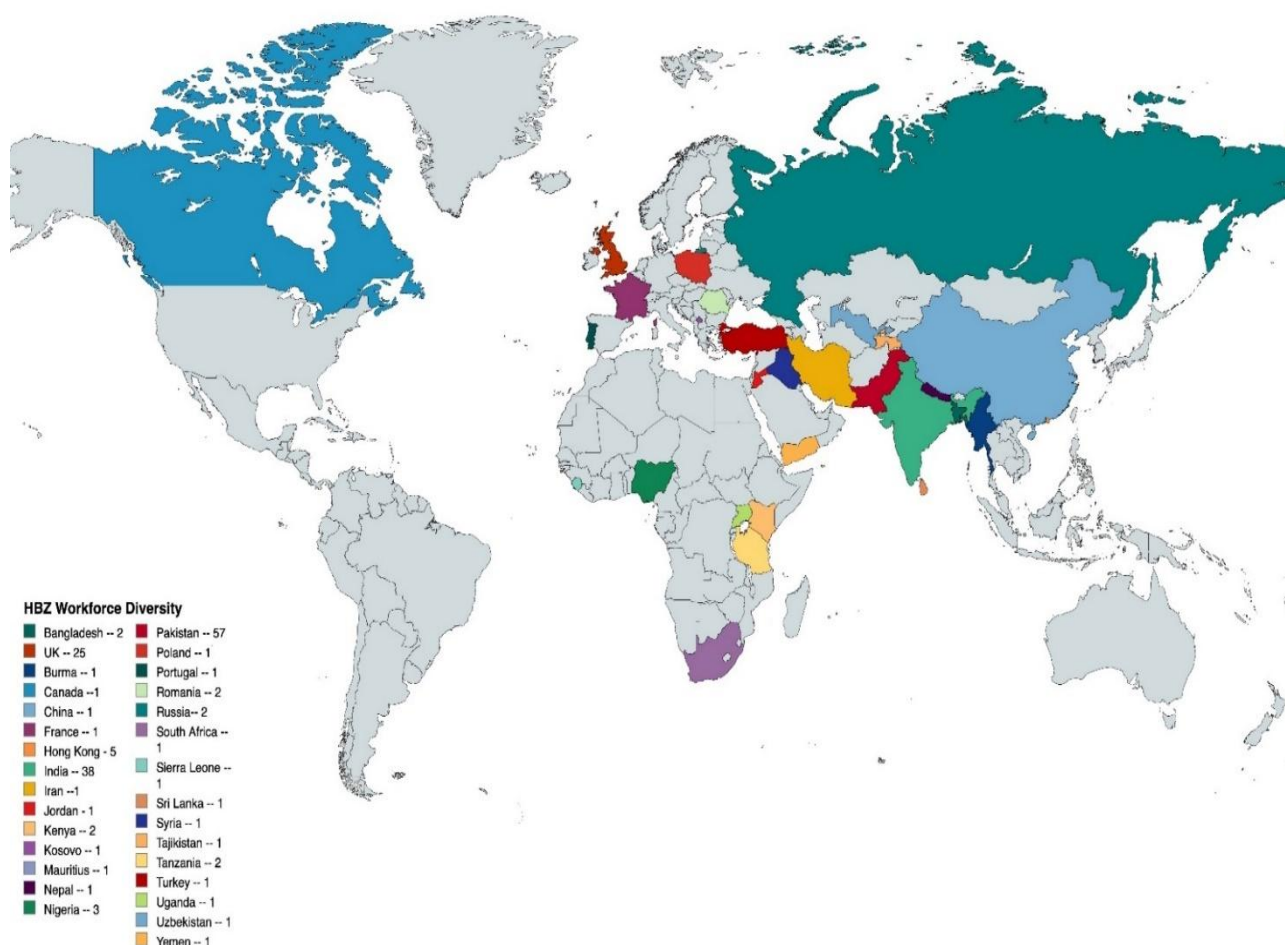 HBZ Workforce Diversity
Bangladesh -- 2
UK -- 25
Burma -- 1
Canada --1
China -- 1
France -- 1
Hong Kong - 5
India -- 38
Iran --1
Jordan - 1
Kenya -- 2
Kosovo -- 1
Mauritius -- 1
Nepal -- 1
Nigeria -- 3
Pakistan -- 57
Poland -- 1
Portugal -- 1
Romania -- 2
Russia-- 2
South Africa --
1
Sierra Leone --
1
Sri Lanka -- 1
Syria -- 1
Tajikistan -- 1
Tanzania -- 2
Turkey -- 1
Uganda -- 1
Uzbekistan -- 1
Yemen -- 1